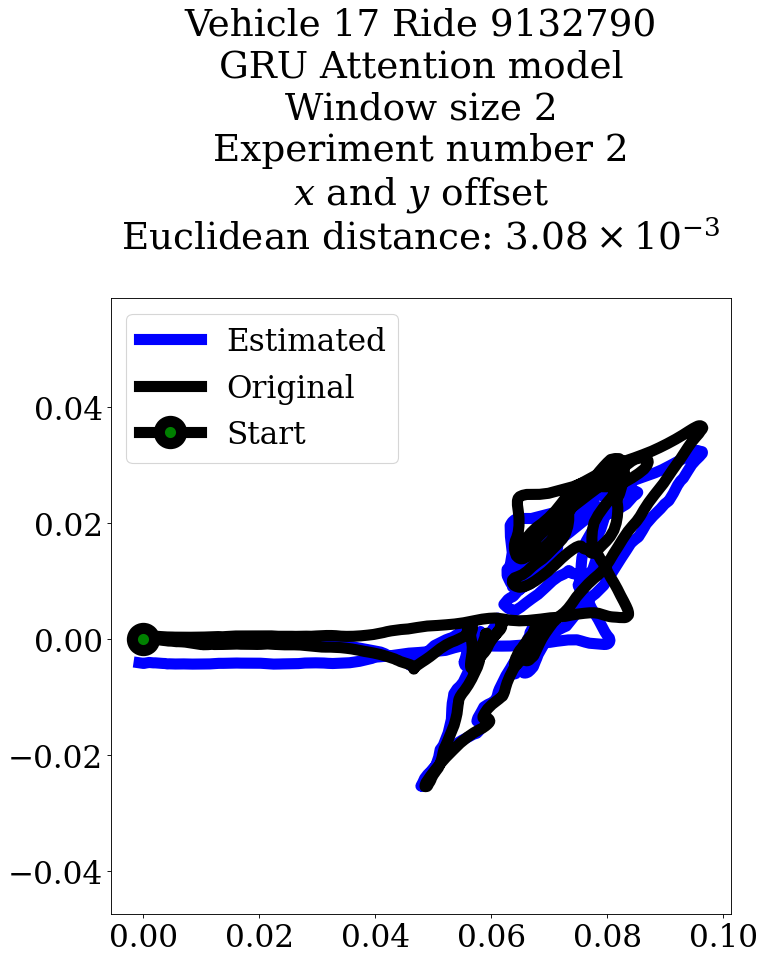 Vehicle 17 Ride 9132790
GRU Attention model
Window size 2
Experiment number 2
x and y offset
Euclidean distance: 3.08 × 10⁻³
Estimated
Original
Start
0.04
0.02
0.00
−0.02
−0.04
0.00 0.02 0.04 0.06 0.08 0.10